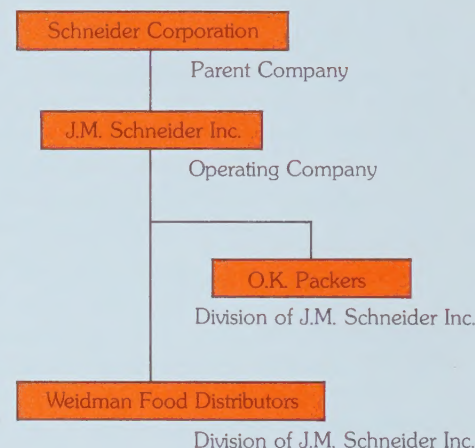 Schneider Corporation
Parent Company
J.M. Schneider Inc.
Operating Company
O.K. Packers
Division of J.M. Schneider Inc.
Weidman Food Distributors
Division of J.M. Schneider Inc.